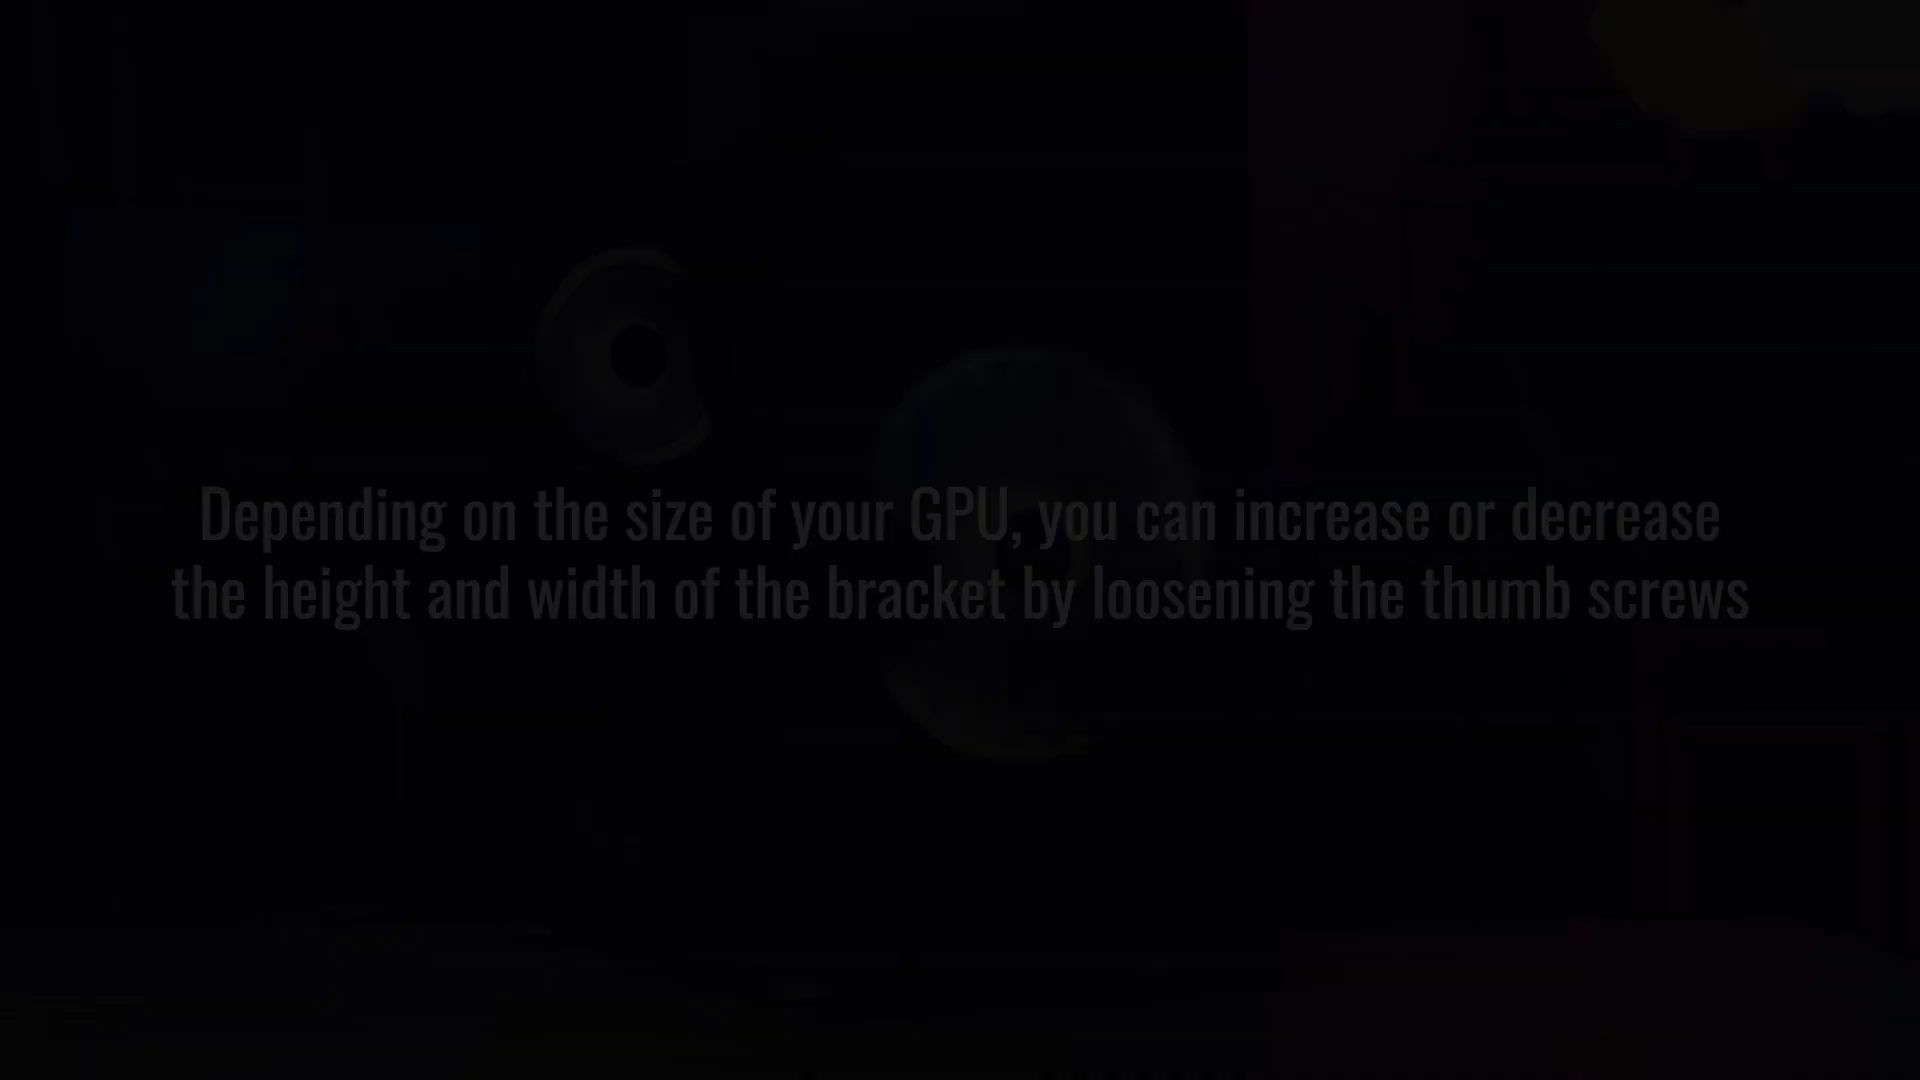 Depending on the size of your GPU, you can increase or decrease
the height and width of the bracket by loosening the thumb screws